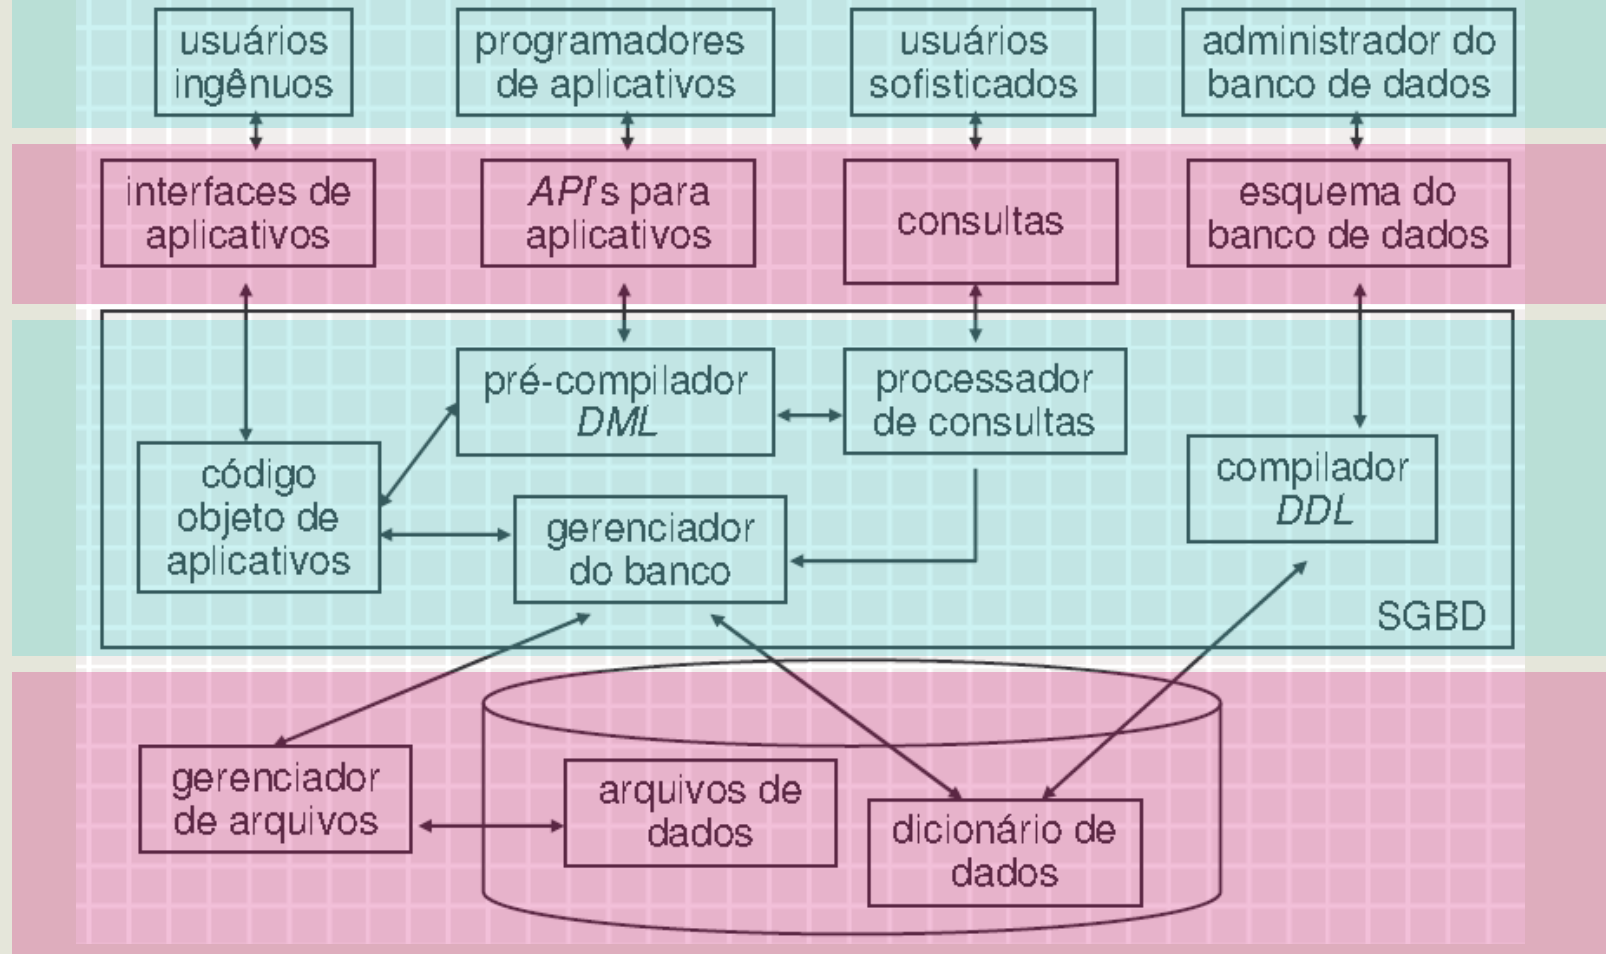 usuários
ingênuos
programadores
de aplicativos
usuários
sofisticados
administrador do
banco de dados
interfaces de
aplicativos
API's para
aplicativos
consultas
esquema do
banco de dados
pré-compilador
DML
processador
de consultas
código
objeto de
aplicativos
gerenciador
do banco
compilador
DDL
SGBD
gerenciador
de arquivos
arquivos de
dados
dicionário de
dados